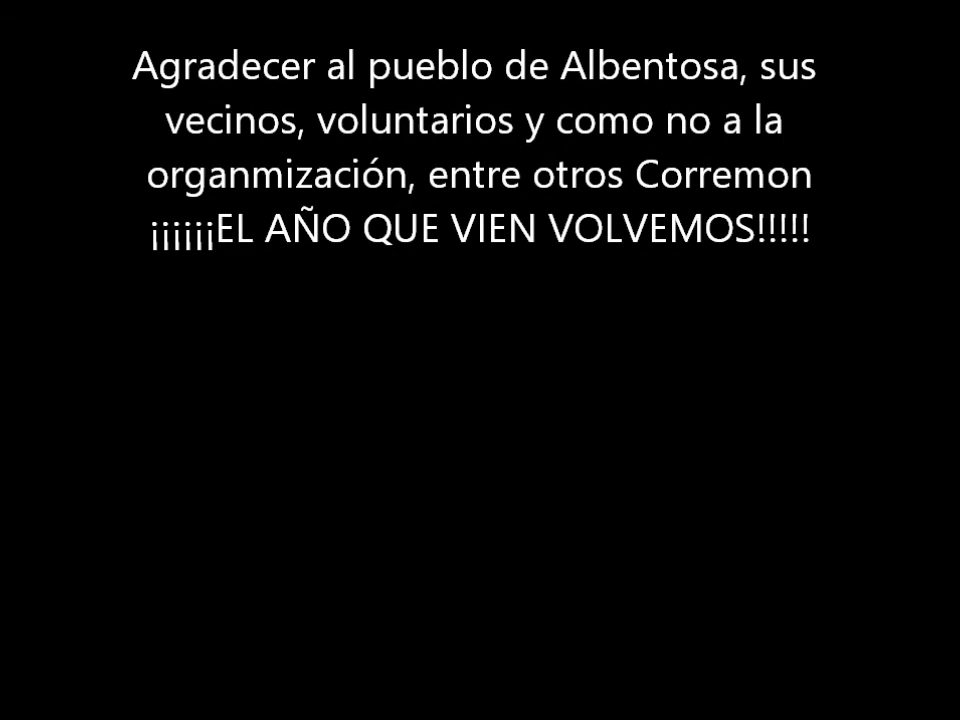 Agradecer al pueblo de Albentosa, sus
vecinos, voluntarios y como no a la
organmización, entre otros Corremon
¡¡¡¡¡¡EL AÑO QUE VIEN VOLVEMOS!!!!!